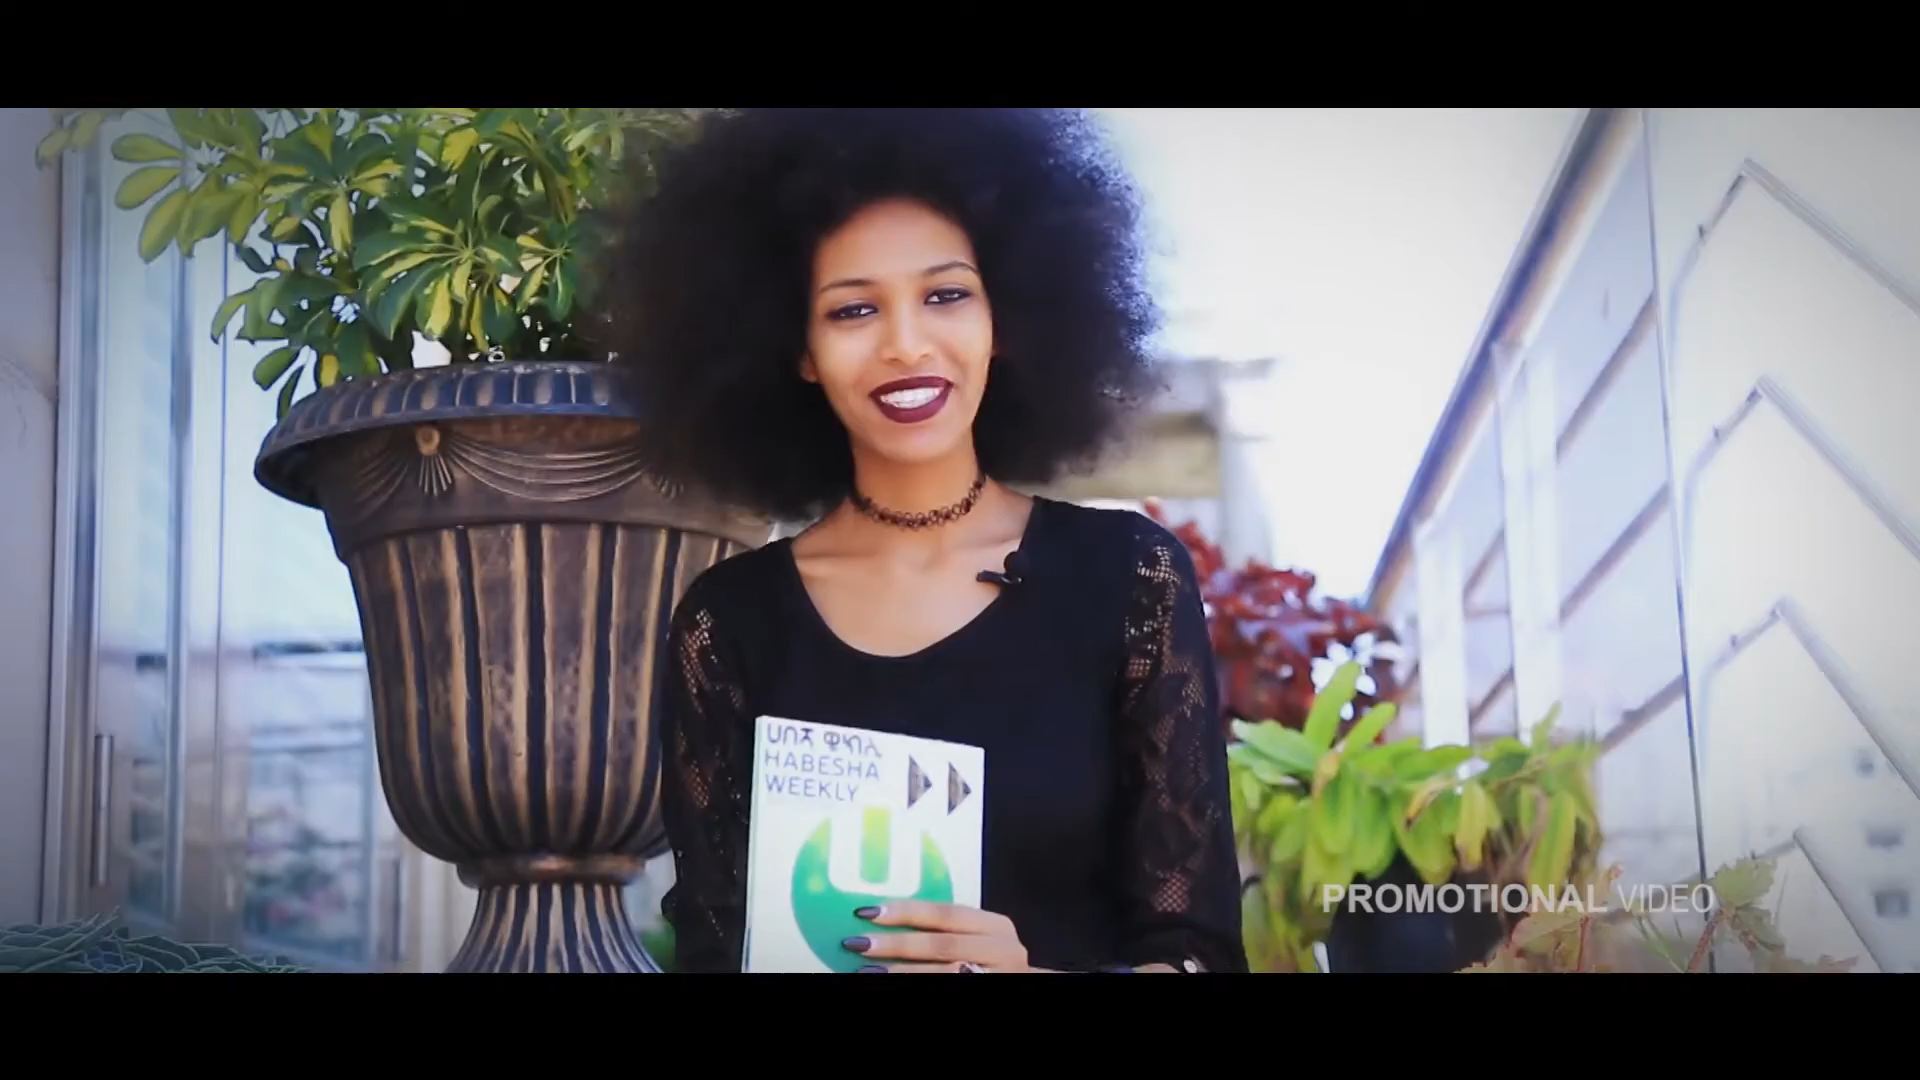 ሀበሻ ዊክሊ
HABESHA
WEEKLY
ሀ
PROMOTIONAL VIDEO